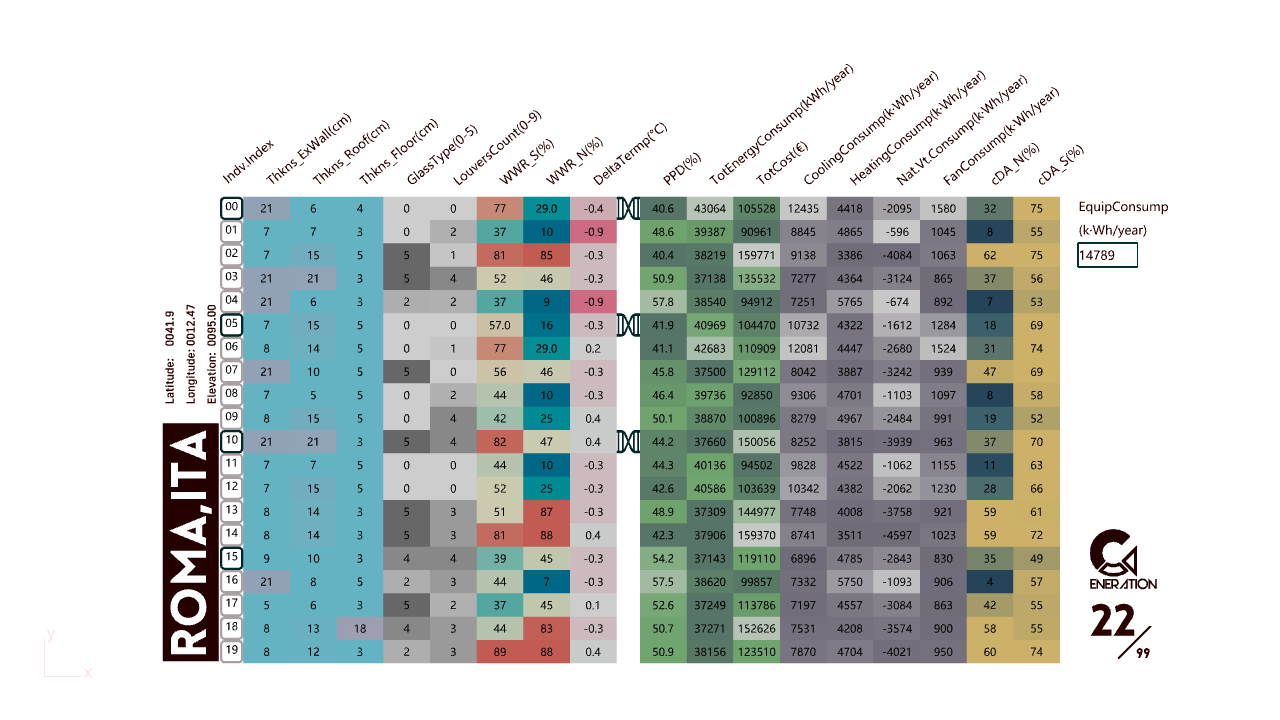 Indv.Index Thkns_ExWall(cm) Thkns_Roof(cm) Thkns_Floor(cm) GlassType(0-5) LouversCount(0-9) WWR_S(%) WWR_N(%) DeltaTermp(°C) PPD(%) TotEnergyConsump(kWh/year) TotCost(€) CoolingConsump(k·Wh/year) HeatingConsump(k·Wh/year) Nat.Vt.Consump(k·Wh/year) FanConsump(k·Wh/year) cDA_N(%) cDA_S(%)
00 21 6 4 0 0 77 29.0 -0.4 40.6 43064 105528 12435 4418 -2095 1580 32 75
01 7 7 3 0 2 37 10 -0.9 48.6 39387 90961 8845 4865 -596 1045 8 55
02 7 15 5 5 1 81 85 -0.3 40.4 38219 159771 9138 3386 -4084 1063 62 75
03 21 21 3 5 4 52 46 -0.3 50.9 37138 135532 7277 4364 -3124 865 37 56
04 21 6 3 2 2 37 9 -0.9 57.8 38540 94912 7251 5765 -674 892 7 53
05 7 15 5 0 0 57.0 16 -0.3 41.9 40969 104470 10732 4322 -1612 1284 18 69
06 8 14 5 0 1 77 29.0 0.2 41.1 42683 110909 12081 4447 -2680 1524 31 74
07 21 10 5 5 0 56 46 -0.3 45.8 37500 129112 8042 3887 -3242 939 47 69
08 7 5 5 0 2 44 10 -0.3 46.4 39736 92850 9306 4701 -1103 1097 8 58
09 8 15 5 0 4 42 25 0.4 50.1 38870 100896 8279 4967 -2484 991 19 52
10 21 21 3 5 4 82 47 0.4 44.2 37660 150056 8252 3815 -3939 963 37 70
11 7 7 5 0 0 44 10 -0.3 44.3 40136 94502 9828 4522 -1062 1155 11 63
12 7 15 5 0 0 52 25 -0.3 42.6 40586 103639 10342 4382 -2062 1230 28 66
13 8 14 3 5 3 51 87 -0.3 48.9 37309 144977 7748 4008 -3758 921 59 61
14 8 14 3 5 3 81 88 0.4 42.3 37906 159370 8741 3511 -4597 1023 59 72
15 9 10 3 4 4 39 45 -0.3 54.2 37143 119110 6896 4785 -2843 830 35 49
16 21 8 5 2 3 44 7 -0.3 57.5 38620 99857 7332 5750 -1093 906 4 57
17 5 6 3 5 2 37 45 0.1 52.6 37249 113786 7197 4557 -3084 863 42 55
18 8 13 18 4 3 44 83 -0.3 50.7 37271 152626 7531 4208 -3574 900 58 55
19 8 12 3 2 3 89 88 0.4 50.9 38156 123510 7870 4704 -4021 950 60 74
EquipConsump
(k·Wh/year)
14789
Latitude: 0041.9
Longitude: 0012.47
Elevation: 0095.00
ROMA,ITA
ENERATION
22/99
y
x